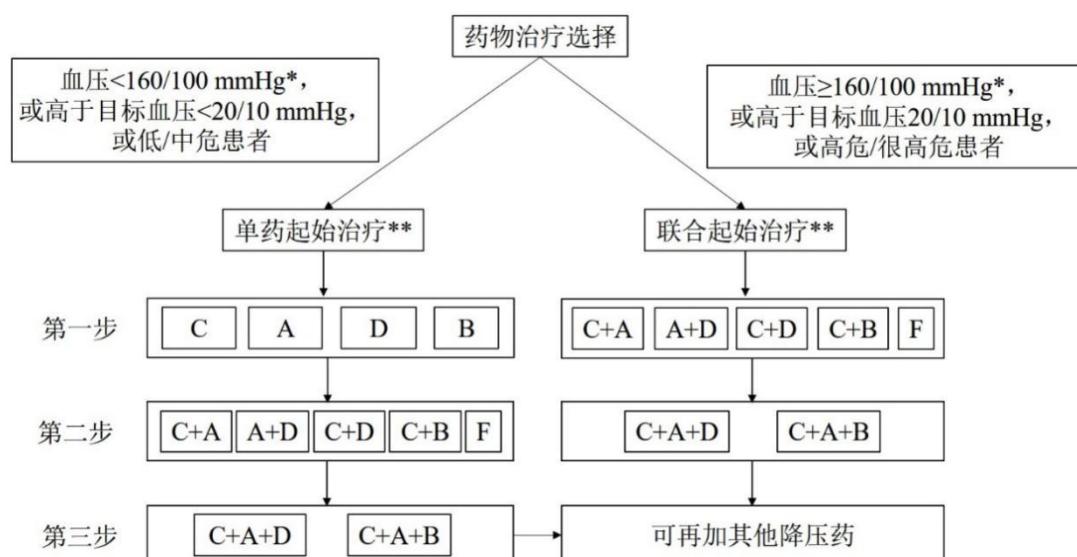 药物治疗选择
血压<160/100 mmHg*，
或高于目标血压<20/10 mmHg，
或低/中危患者
血压≥160/100 mmHg*，
或高于目标血压20/10 mmHg，
或高危/很高危患者
单药起始治疗** 联合起始治疗**
第一步 C A D B C+A A+D C+D C+B F
第二步 C+A A+D C+D C+B F C+A+D C+A+B
第三步 C+A+D C+A+B 可再加其他降压药